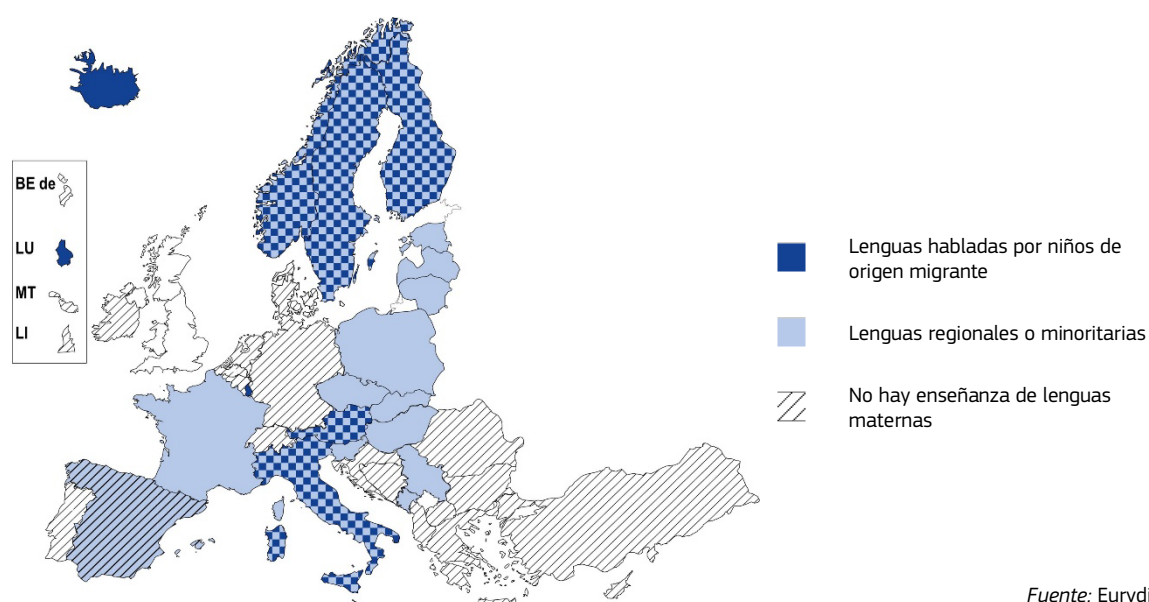 BE de
LU
MT
LI
Lenguas habladas por niños de
origen migrante
Lenguas regionales o minoritarias
No hay enseñanza de lenguas
maternas
Fuente: